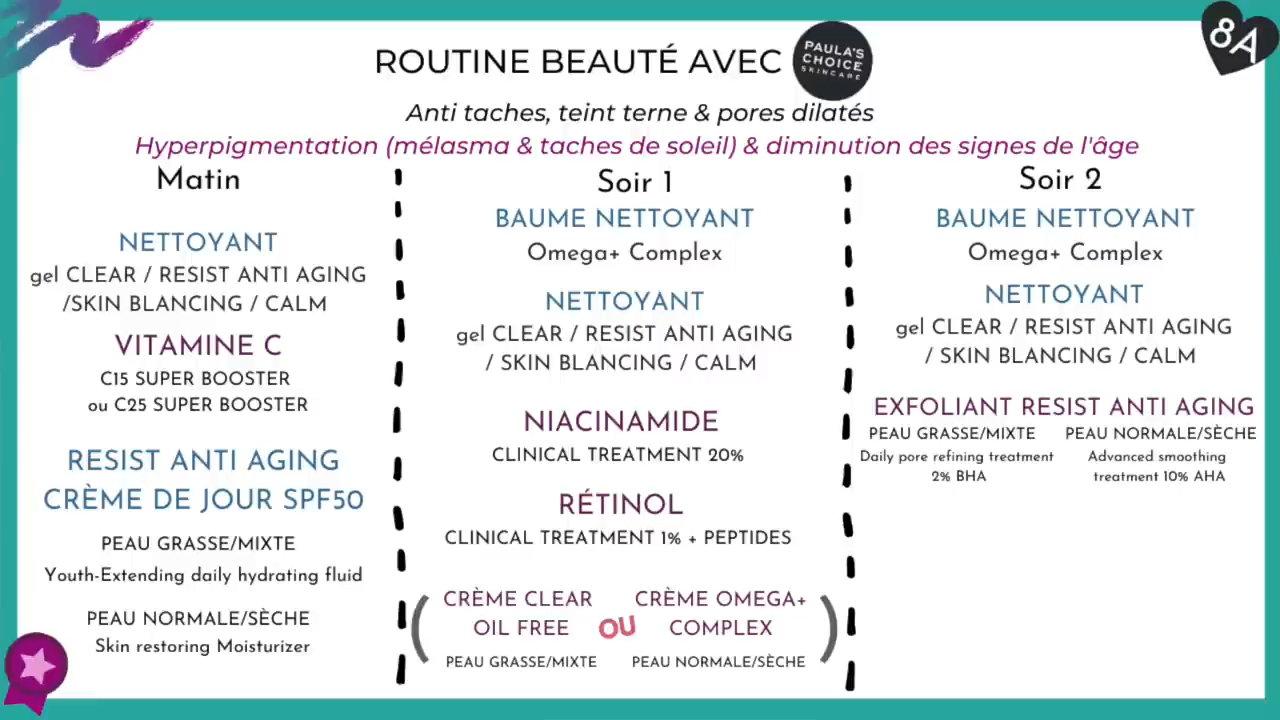 ROUTINE BEAUTÉ AVEC
PAULA'S
CHOICE
SKINCARE
8A
Anti taches, teint terne & pores dilatés
Hyperpigmentation (mélasma & taches de soleil) & diminution des signes de l'âge
Matin
NETTOYANT
gel CLEAR / RESIST ANTI AGING
/SKIN BLANCING / CALM
VITAMINE C
C15 SUPER BOOSTER
ou C25 SUPER BOOSTER
RESIST ANTI AGING
CRÈME DE JOUR SPF50
PEAU GRASSE/MIXTE
Youth-Extending daily hydrating fluid
PEAU NORMALE/SÈCHE
Skin restoring Moisturizer
Soir 1
BAUME NETTOYANT
Omega+ Complex
NETTOYANT
gel CLEAR / RESIST ANTI AGING
/ SKIN BLANCING / CALM
NIACINAMIDE
CLINICAL TREATMENT 20%
RÉTINOL
CLINICAL TREATMENT 1% + PEPTIDES
(CRÈME CLEAR
OIL FREE
PEAU GRASSE/MIXTE
OU
CRÈME OMEGA+
COMPLEX
PEAU NORMALE/SÈCHE)
Soir 2
BAUME NETTOYANT
Omega+ Complex
NETTOYANT
gel CLEAR / RESIST ANTI AGING
/ SKIN BLANCING / CALM
EXFOLIANT RESIST ANTI AGING
PEAU GRASSE/MIXTE
Daily pore refining treatment
2% BHA
PEAU NORMALE/SÈCHE
Advanced smoothing
treatment 10% AHA